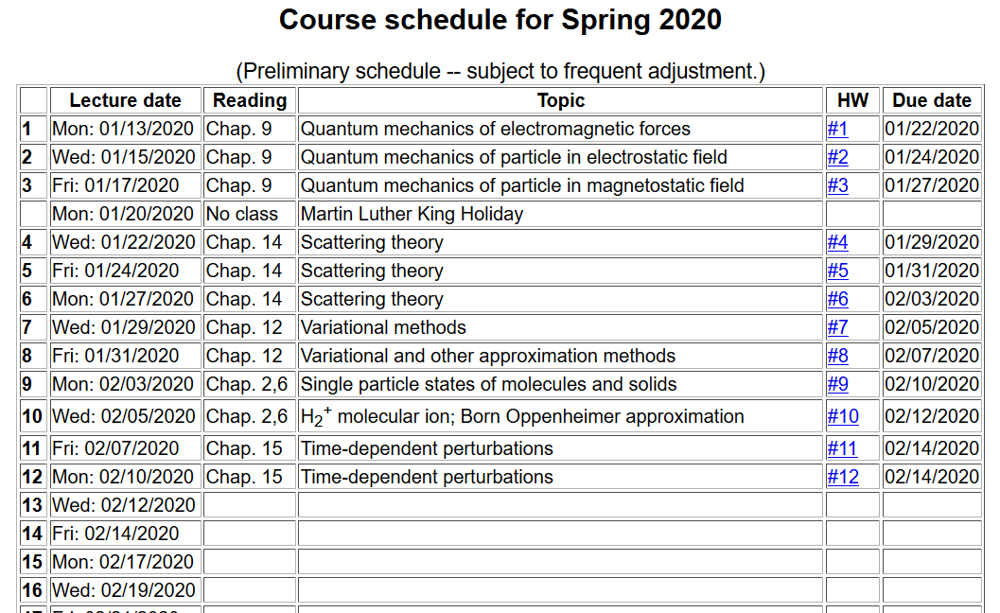 Course schedule for Spring 2020
(Preliminary schedule -- subject to frequent adjustment.)
Lecture date Reading Topic HW Due date
1 Mon: 01/13/2020 Chap. 9 Quantum mechanics of electromagnetic forces #1 01/22/2020
2 Wed: 01/15/2020 Chap. 9 Quantum mechanics of particle in electrostatic field #2 01/24/2020
3 Fri: 01/17/2020 Chap. 9 Quantum mechanics of particle in magnetostatic field #3 01/27/2020
Mon: 01/20/2020 No class Martin Luther King Holiday
4 Wed: 01/22/2020 Chap. 14 Scattering theory #4 01/29/2020
5 Fri: 01/24/2020 Chap. 14 Scattering theory #5 01/31/2020
6 Mon: 01/27/2020 Chap. 14 Scattering theory #6 02/03/2020
7 Wed: 01/29/2020 Chap. 12 Variational methods #7 02/05/2020
8 Fri: 01/31/2020 Chap. 12 Variational and other approximation methods #8 02/07/2020
9 Mon: 02/03/2020 Chap. 2,6 Single particle states of molecules and solids #9 02/10/2020
10 Wed: 02/05/2020 Chap. 2,6 H₂⁺ molecular ion; Born Oppenheimer approximation #10 02/12/2020
11 Fri: 02/07/2020 Chap. 15 Time-dependent perturbations #11 02/14/2020
12 Mon: 02/10/2020 Chap. 15 Time-dependent perturbations #12 02/14/2020
13 Wed: 02/12/2020
14 Fri: 02/14/2020
15 Mon: 02/17/2020
16 Wed: 02/19/2020